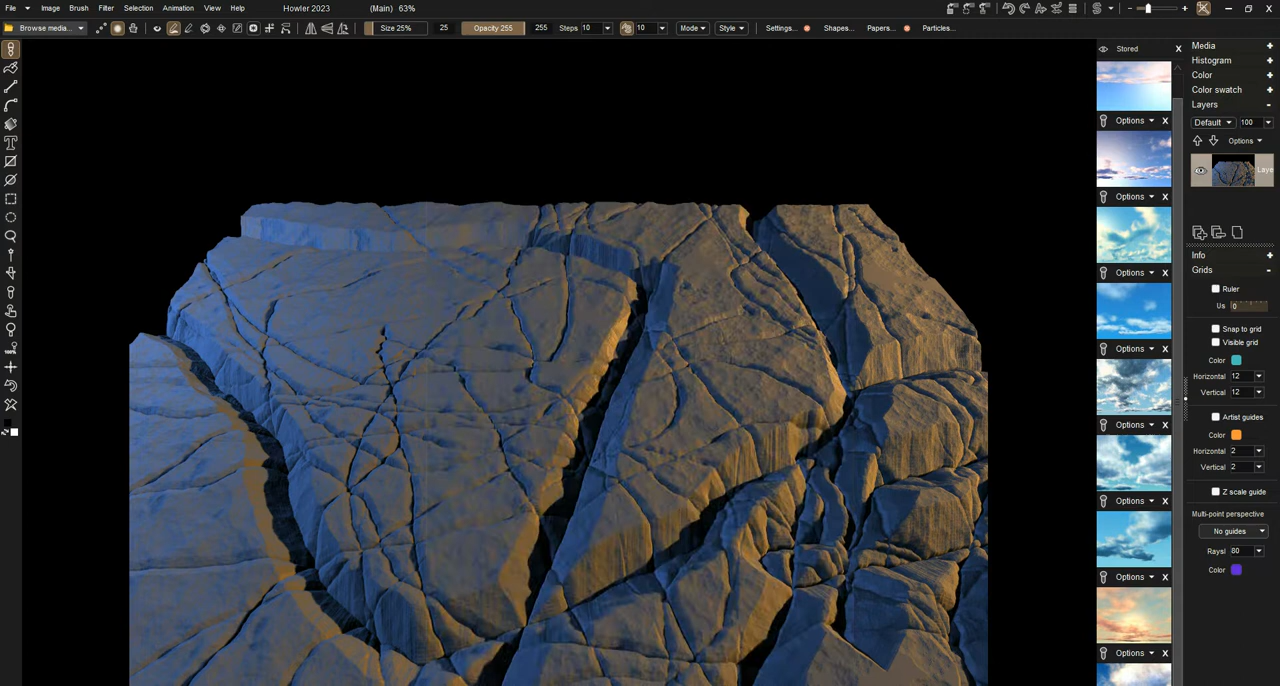 File Image Brush Filter Selection Animation View Help Howler 2023 (Main) 63%
Browse media... Size 25% 25 Opacity 255 255 Steps 10 10 Mode Style Settings... Shapes... Papers... Particles...
Stored X
Options X
Options X
Options X
Options X
Options X
Options X
Options X
Options X
Media +
Histogram +
Color +
Color swatch +
Layers -
Default 100
Options
Laye
Info +
Grids -
Ruler
Us 0
Snap to grid
Visible grid
Color
Horizontal 12
Vertical 12
Artist guides
Color
Horizontal 2
Vertical 2
Z scale guide
Multi-point perspective
No guides
Raysl 80
Color
100%